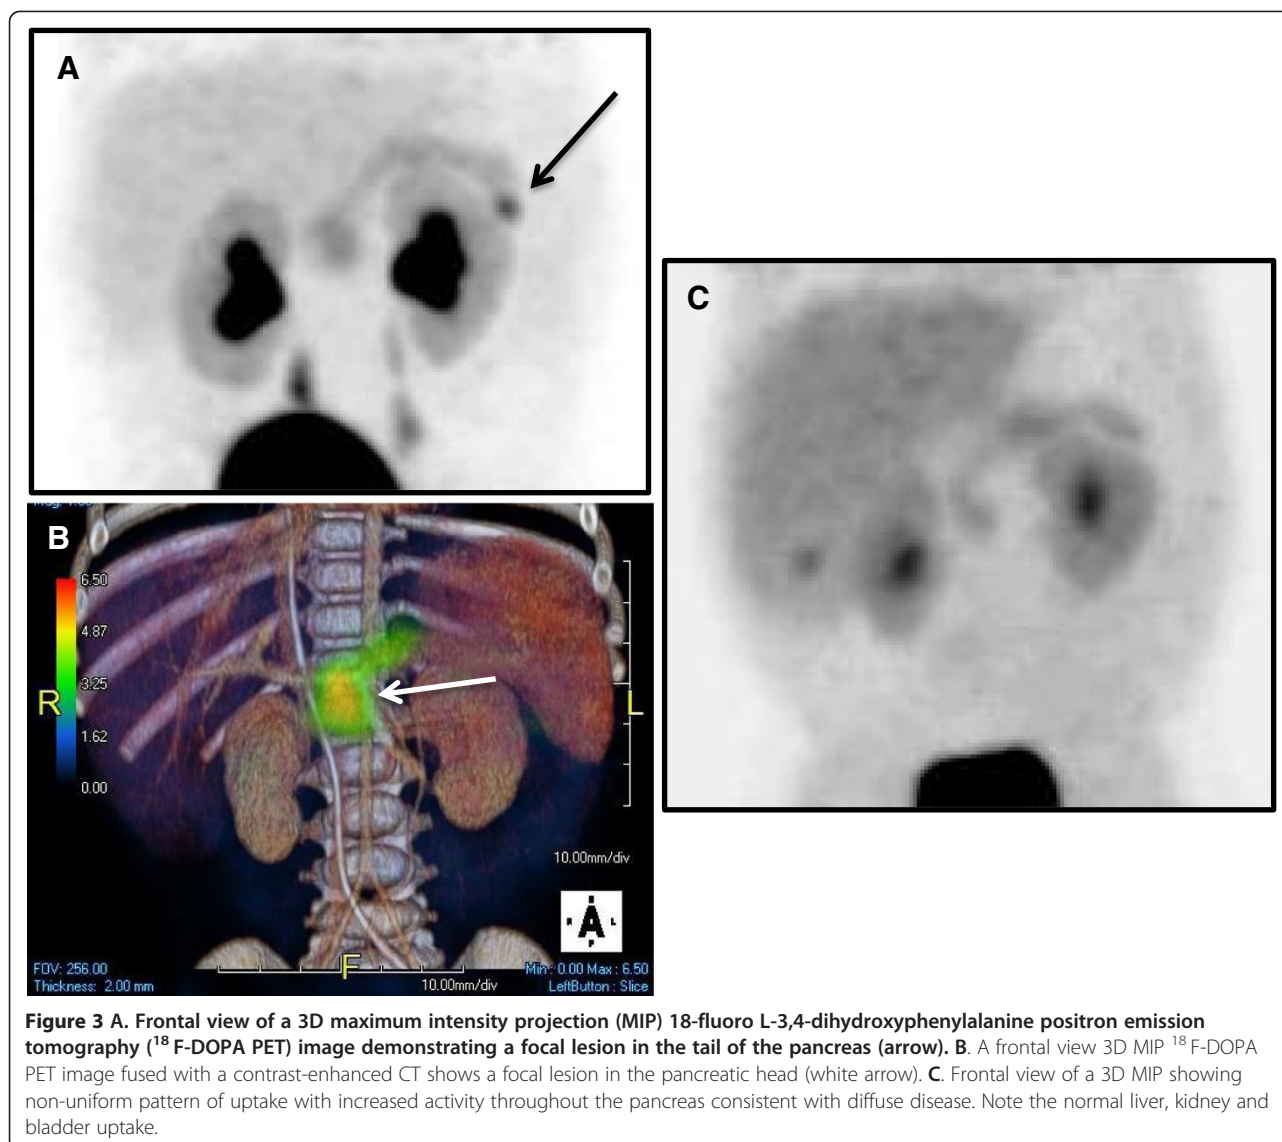 A
C
B
6.50
4.87
3.25
1.62
0.00
R
L
10.00mm/div
A
R
L
F
FOV: 256.00
Thickness: 2.00 mm
F
10.00mm/div
Min : 0.00 Max : 6.50
LeftButton : Slice
Figure 3 A. Frontal view of a 3D maximum intensity projection (MIP) 18-fluoro L-3,4-dihydroxyphenylalanine positron emission
tomography (¹⁸ F-DOPA PET) image demonstrating a focal lesion in the tail of the pancreas (arrow). B. A frontal view 3D MIP ¹⁸ F-DOPA
PET image fused with a contrast-enhanced CT shows a focal lesion in the pancreatic head (white arrow). C. Frontal view of a 3D MIP showing
non-uniform pattern of uptake with increased activity throughout the pancreas consistent with diffuse disease. Note the normal liver, kidney and
bladder uptake.